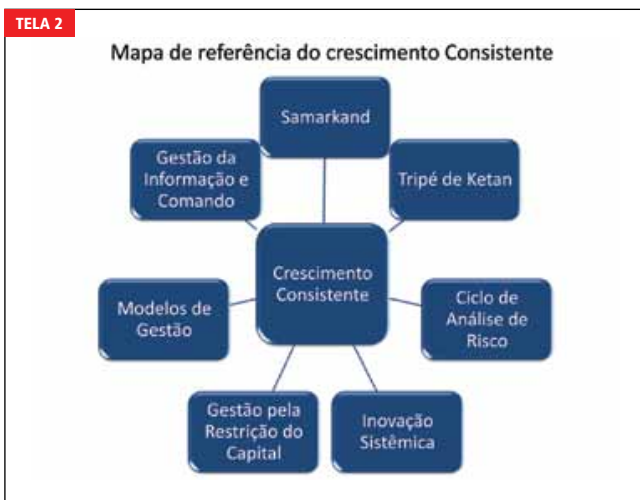 TELA 2
Mapa de referência do crescimento Consistente
Samarkand
Gestão da
Informação e
Comando
Tripé de Ketan
Crescimento
Consistente
Modelos de
Gestão
Ciclo de
Análise de
Risco
Gestão pela
Restrição do
Capital
Inovação
Sistêmica